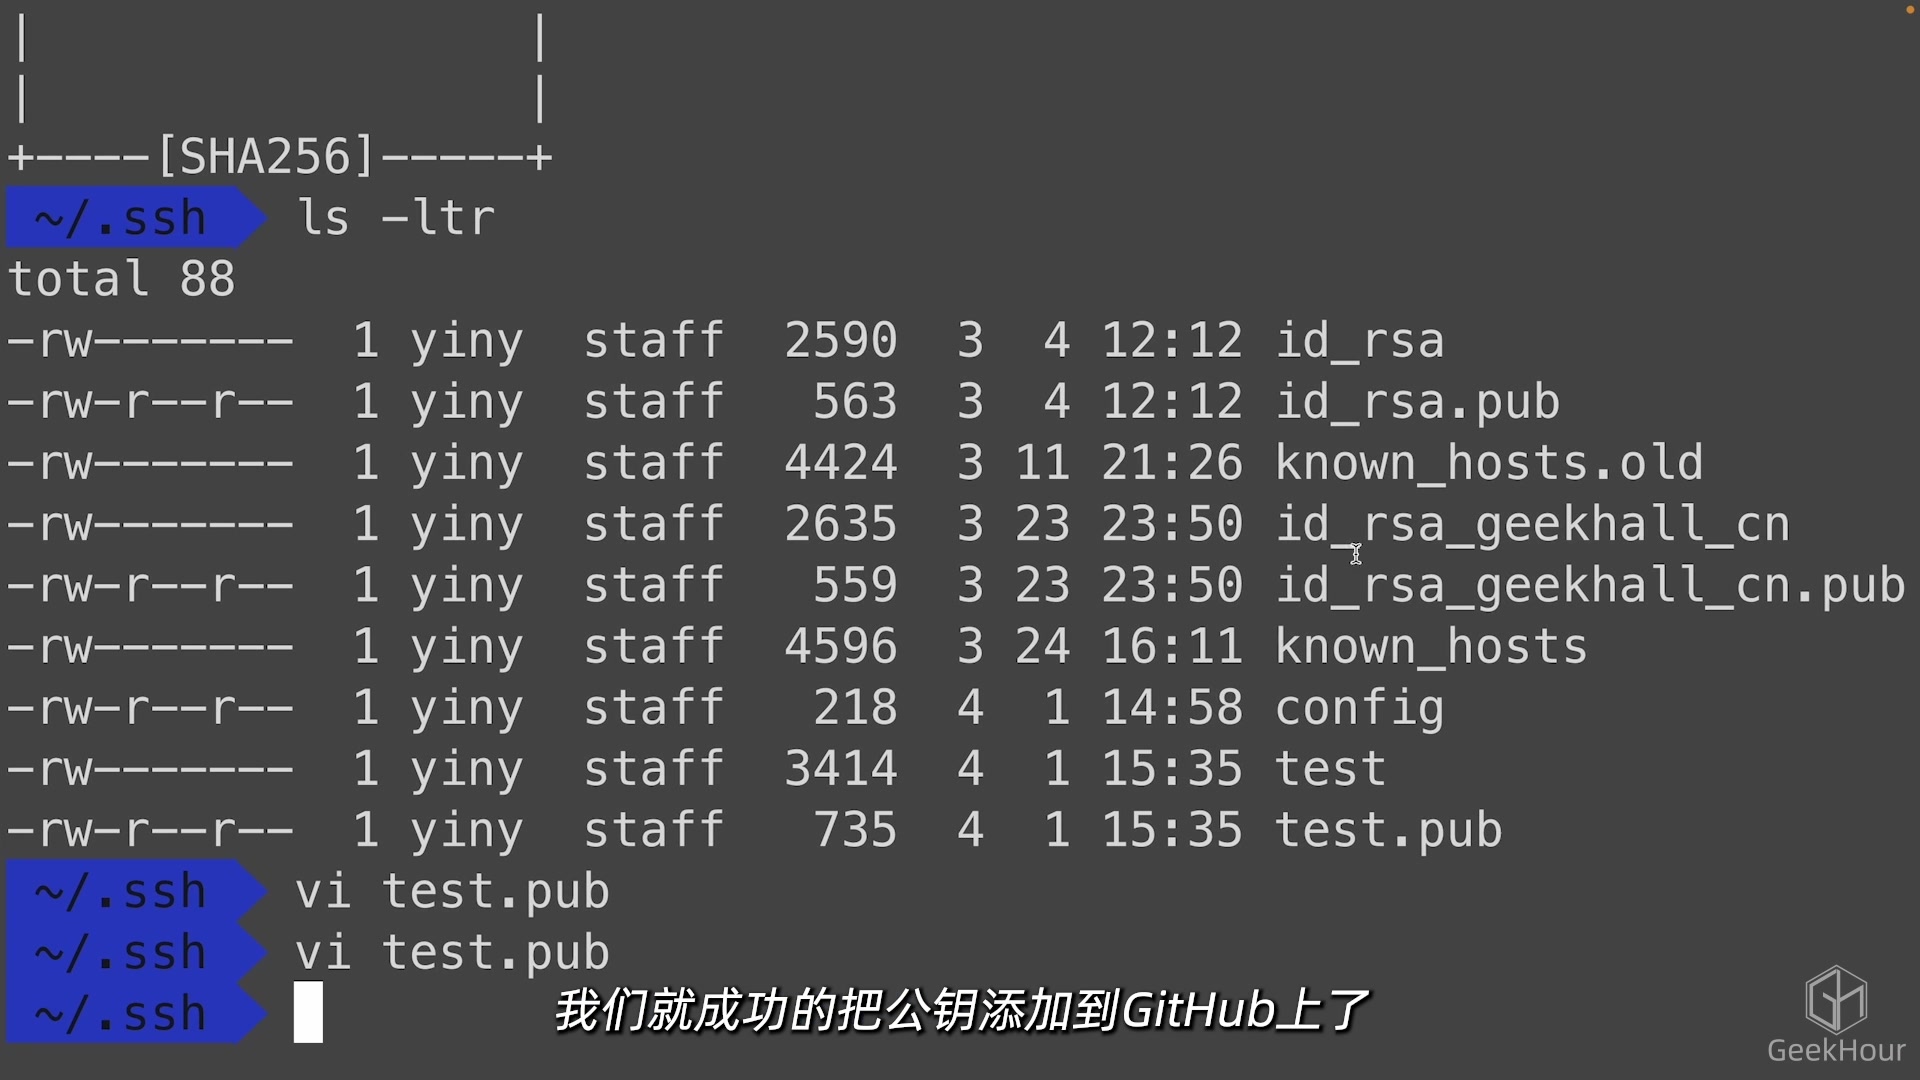 |                  |
|                  |
+----[SHA256]-----+
~/.ssh ls -ltr
total 88
-rw-------  1 yiny  staff  2590  3  4 12:12 id_rsa
-rw-r--r--  1 yiny  staff   563  3  4 12:12 id_rsa.pub
-rw-------  1 yiny  staff  4424  3 11 21:26 known_hosts.old
-rw-------  1 yiny  staff  2635  3 23 23:50 id_rsa_geekhall_cn
-rw-r--r--  1 yiny  staff   559  3 23 23:50 id_rsa_geekhall_cn.pub
-rw-------  1 yiny  staff  4596  3 24 16:11 known_hosts
-rw-r--r--  1 yiny  staff   218  4  1 14:58 config
-rw-------  1 yiny  staff  3414  4  1 15:35 test
-rw-r--r--  1 yiny  staff   735  4  1 15:35 test.pub
~/.ssh vi test.pub
~/.ssh vi test.pub
~/.ssh
我们就成功的把公钥添加到GitHub上了
GeekHour